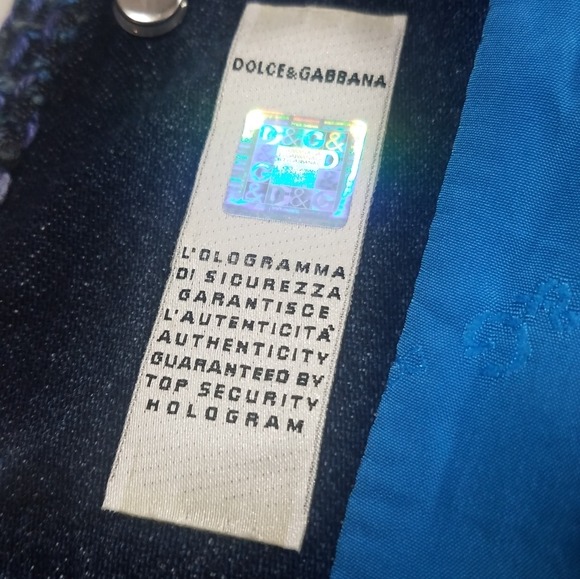 DOLCE&GABBANA
D&G&
D
G
&G&G
L'OLOGRAMMA
DI SICUREZZA
GARANTISCE
L'AUTENTICITÀ
AUTHENTICITY
GUARANTEED BY
TOP SECURITY
HOLOGRAM